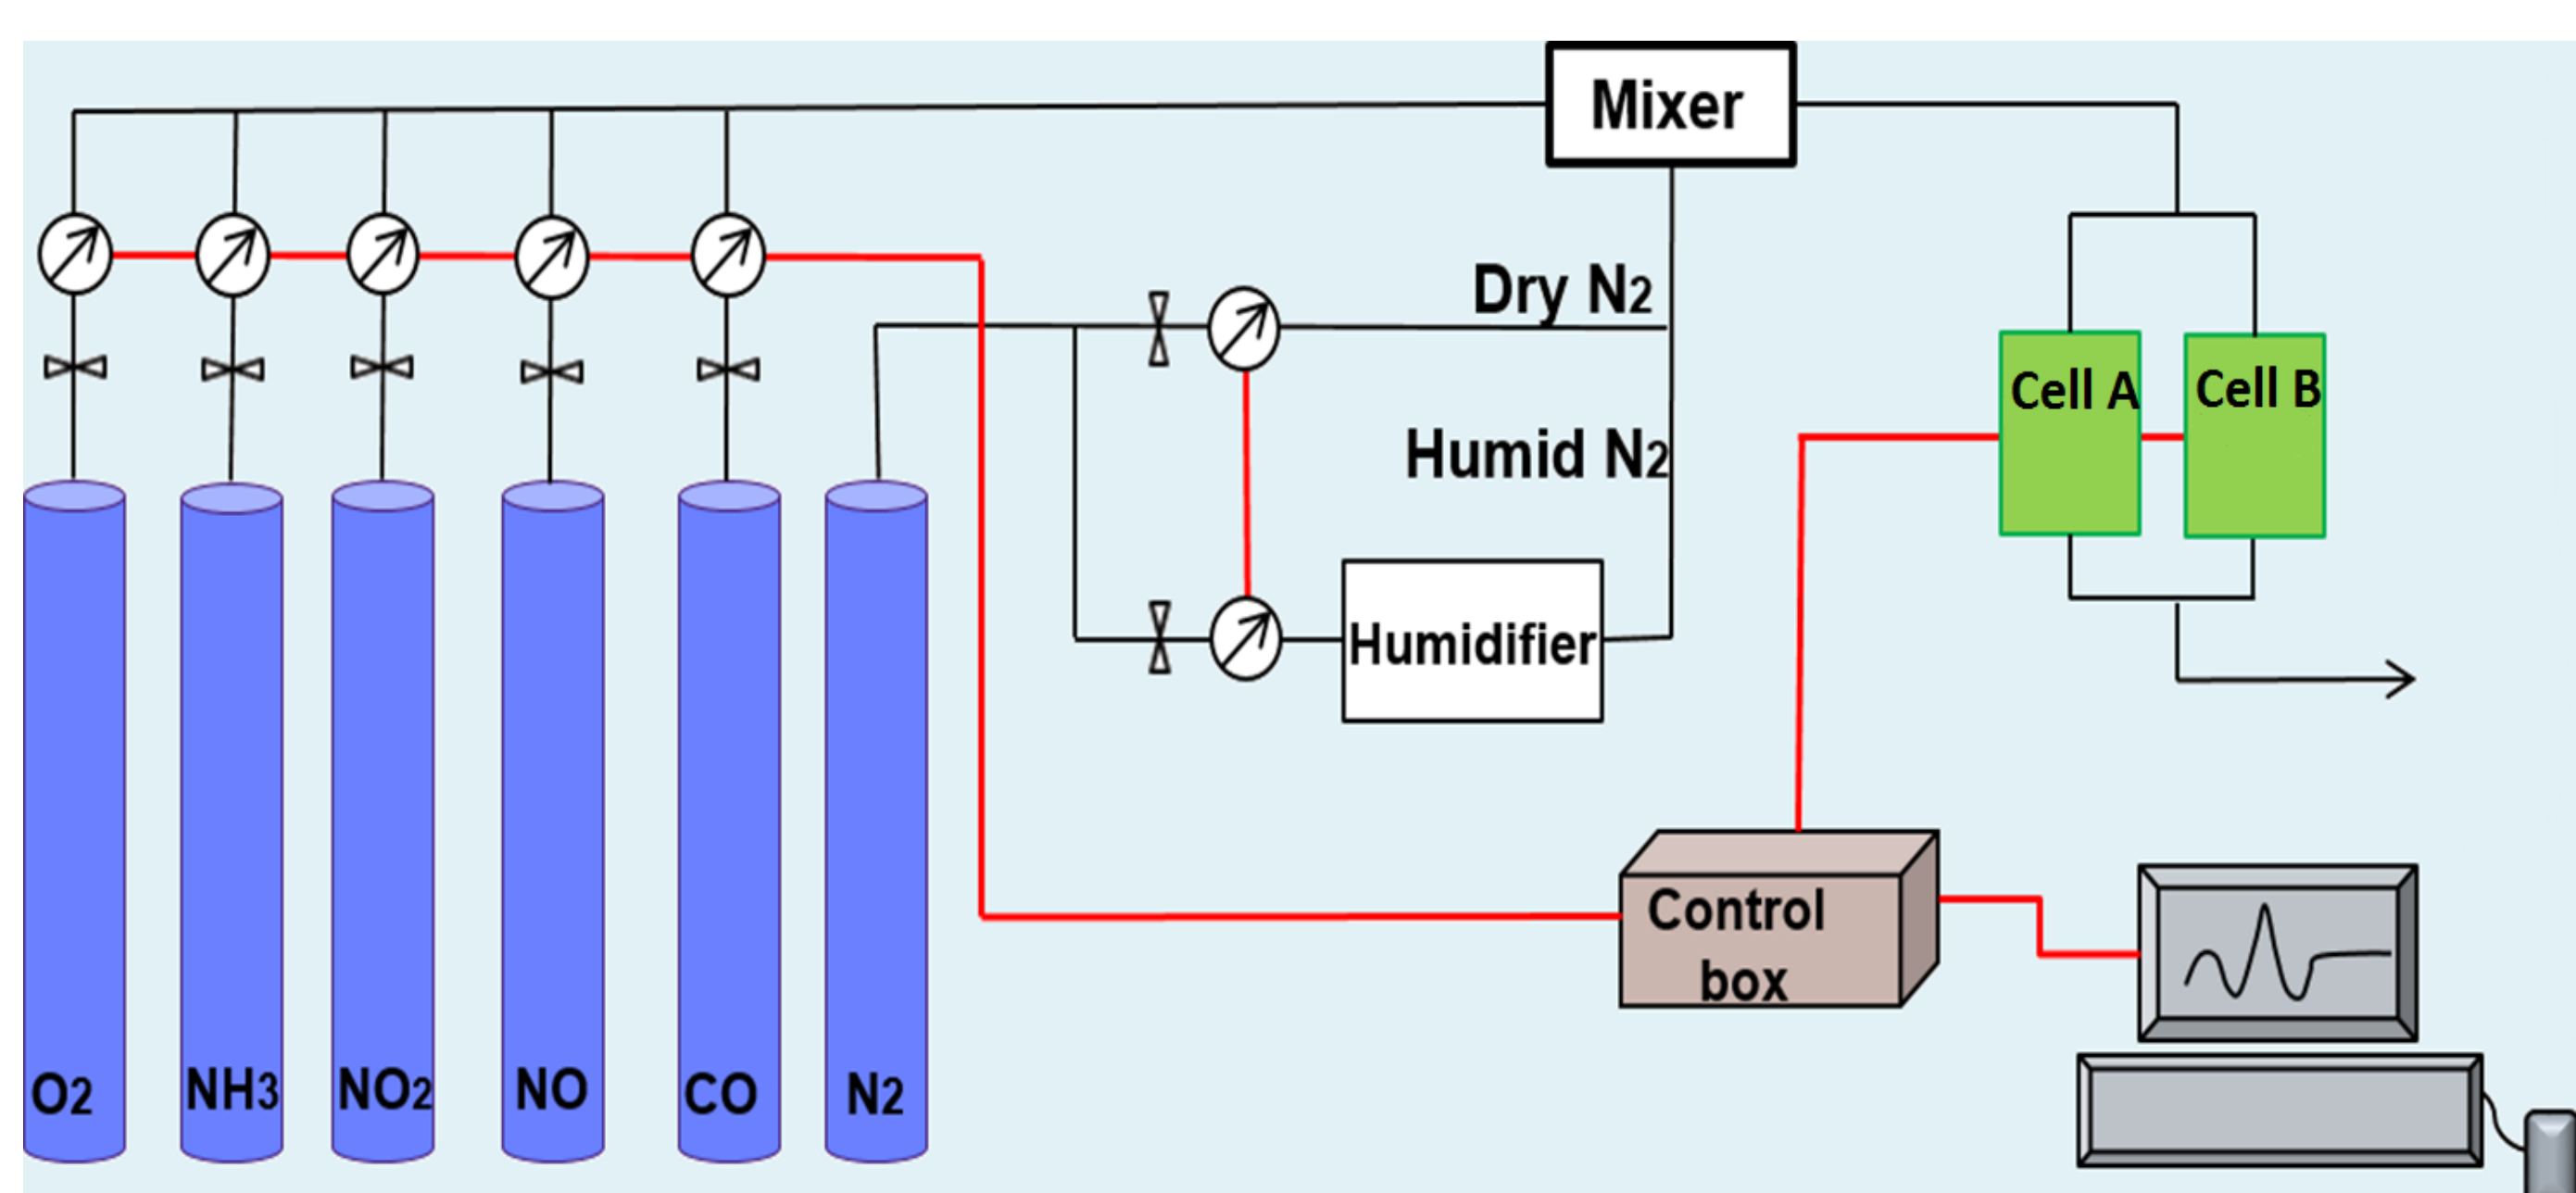 Mixer
Dry N2
Humid N2
Humidifier
Cell A
Cell B
Control
box
O2
NH3
NO2
NO
CO
N2